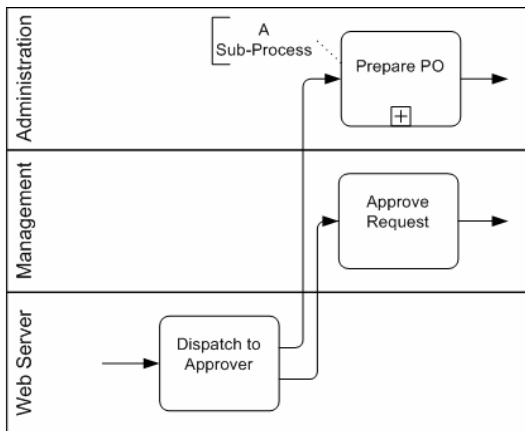 Administration
A
Sub-Process
Prepare PO
Management
Approve
Request
Web Server
Dispatch to
Approver